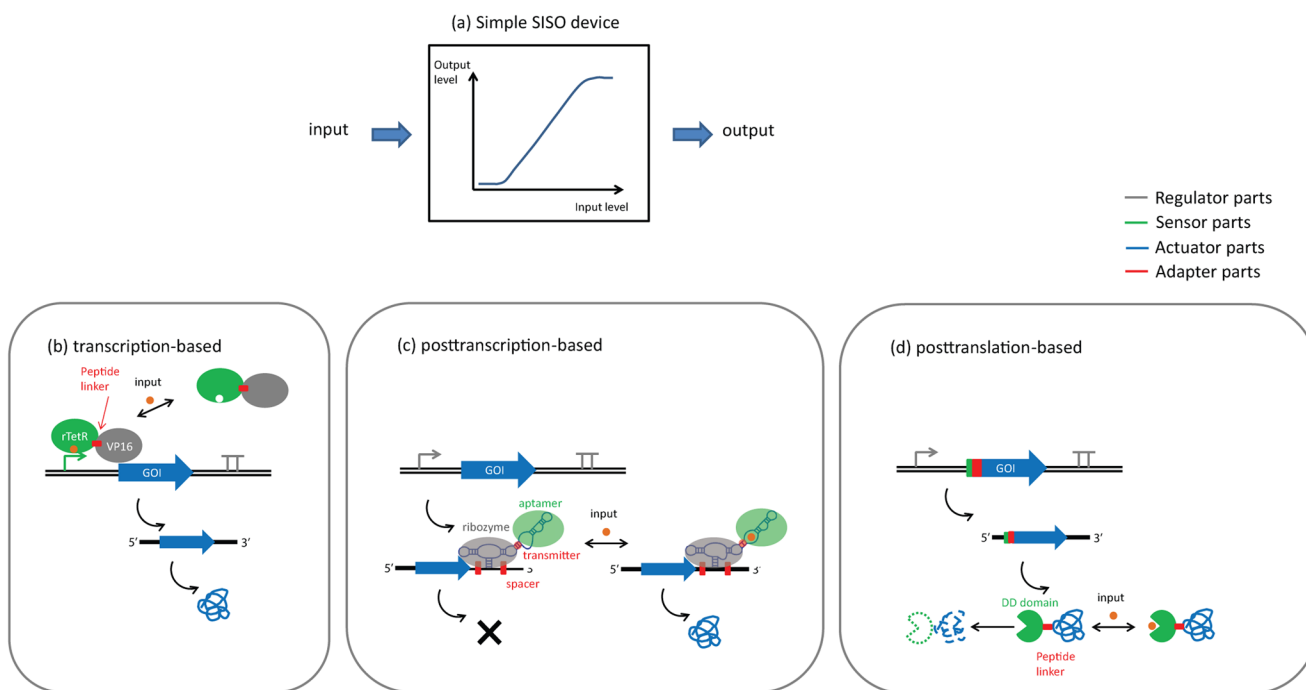 (a) Simple SISO device
Output
level
input
output
Input level
Regulator parts
Sensor parts
Actuator parts
Adapter parts
(b) transcription-based
Peptide
linker
input
rTetR
VP16
GOI
5' 3'
(c) posttranscription-based
GOI
aptamer
ribozyme
input
transmitter
5' 3'
spacer
5' 3'
(d) posttranslation-based
GOI
5' 3'
DD domain
input
Peptide
linker